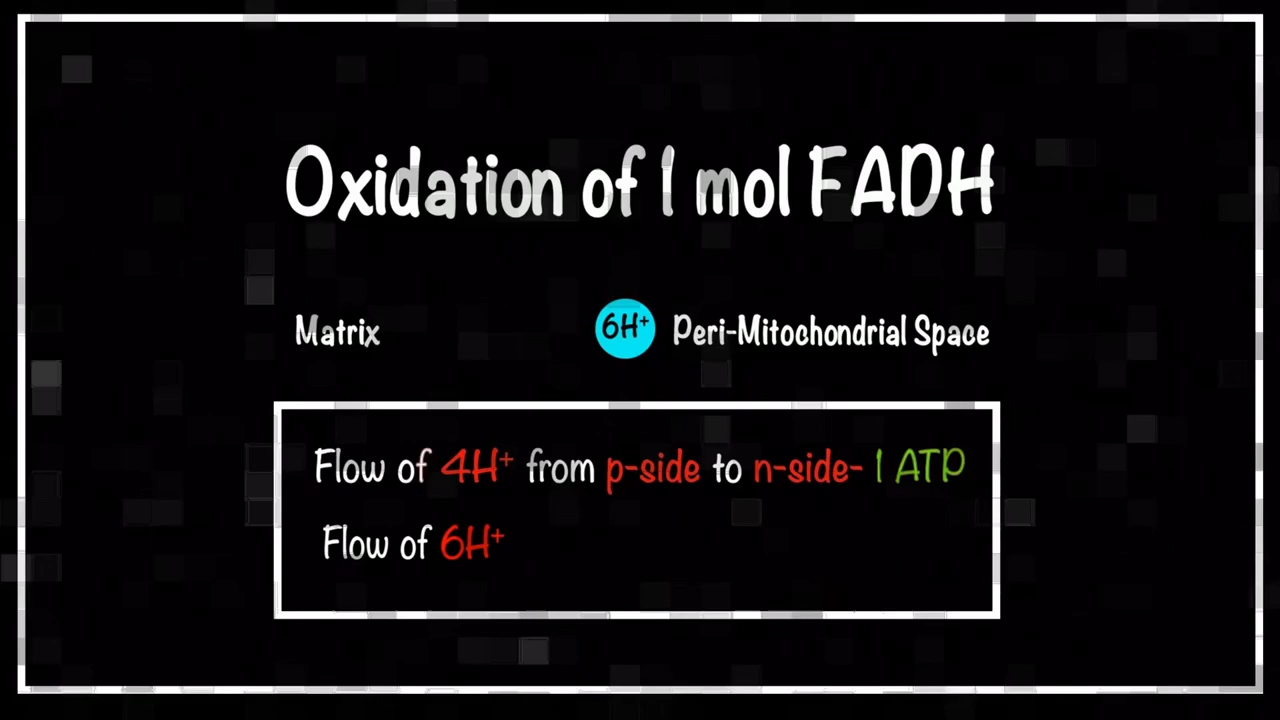 Oxidation of 1 mol FADH
Matrix 6H⁺ Peri-Mitochondrial Space
Flow of 4H⁺ from p-side to n-side- 1 ATP
Flow of 6H⁺